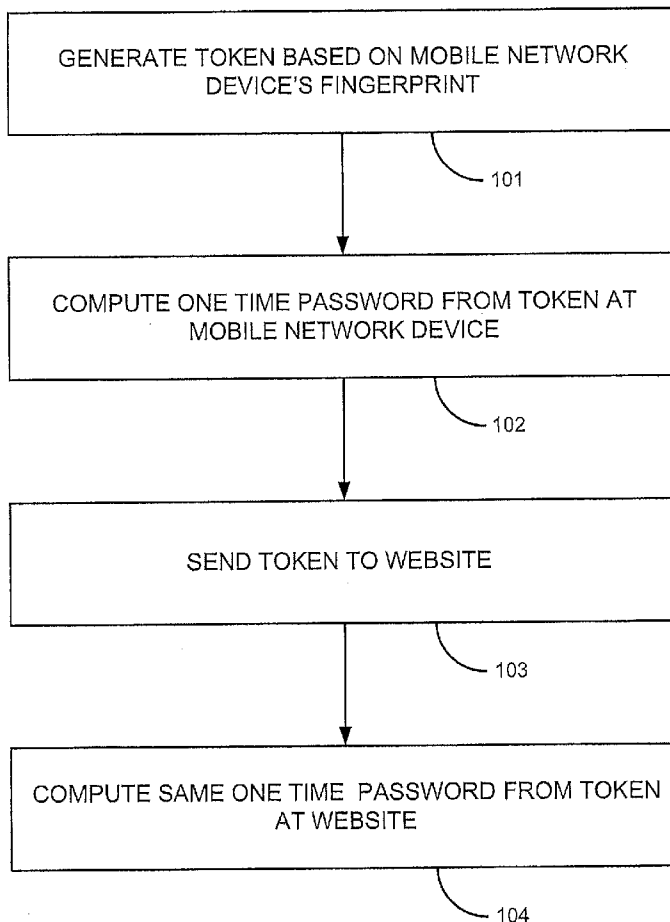 GENERATE TOKEN BASED ON MOBILE NETWORK
DEVICE'S FINGERPRINT
101
COMPUTE ONE TIME PASSWORD FROM TOKEN AT
MOBILE NETWORK DEVICE
102
SEND TOKEN TO WEBSITE
103
COMPUTE SAME ONE TIME PASSWORD FROM TOKEN
AT WEBSITE
104